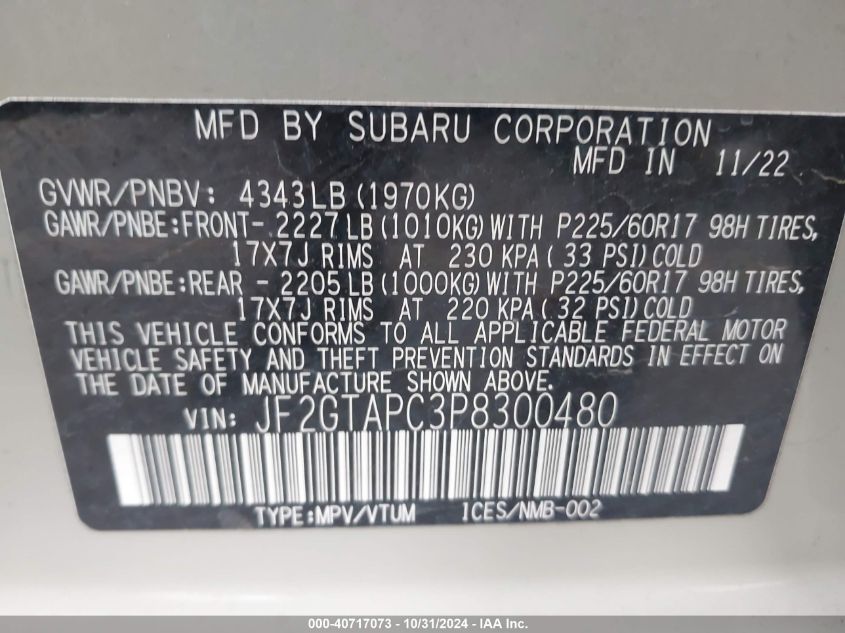 MFD BY SUBARU CORPORATION
MFD IN 11/22
GVWR/PNBV: 4343LB (1970KG)
GAWR/PNBE:FRONT- 2227 LB (1010KG) WITH P225/60R17 98H TIRES,
17X7J RIMS AT 230 KPA ( 33 PSI) COLD
GAWR/PNBE:REAR - 2205 LB (1000KG) WITH P225/60R17 98H TIRES,
17X7J RIMS AT 220 KPA ( 32 PSI) COLD
THIS VEHICLE CONFORMS TO ALL APPLICABLE FEDERAL MOTOR
VEHICLE SAFETY AND THEFT PREVENTION STANDARDS IN EFFECT ON
THE DATE OF MANUFACTURE SHOWN ABOVE.
VIN: JF2GTAPC3P8300480
TYPE:MPV/VTUM ICES/NMB-002
000-40717073 - 10/31/2024 - IAA Inc.